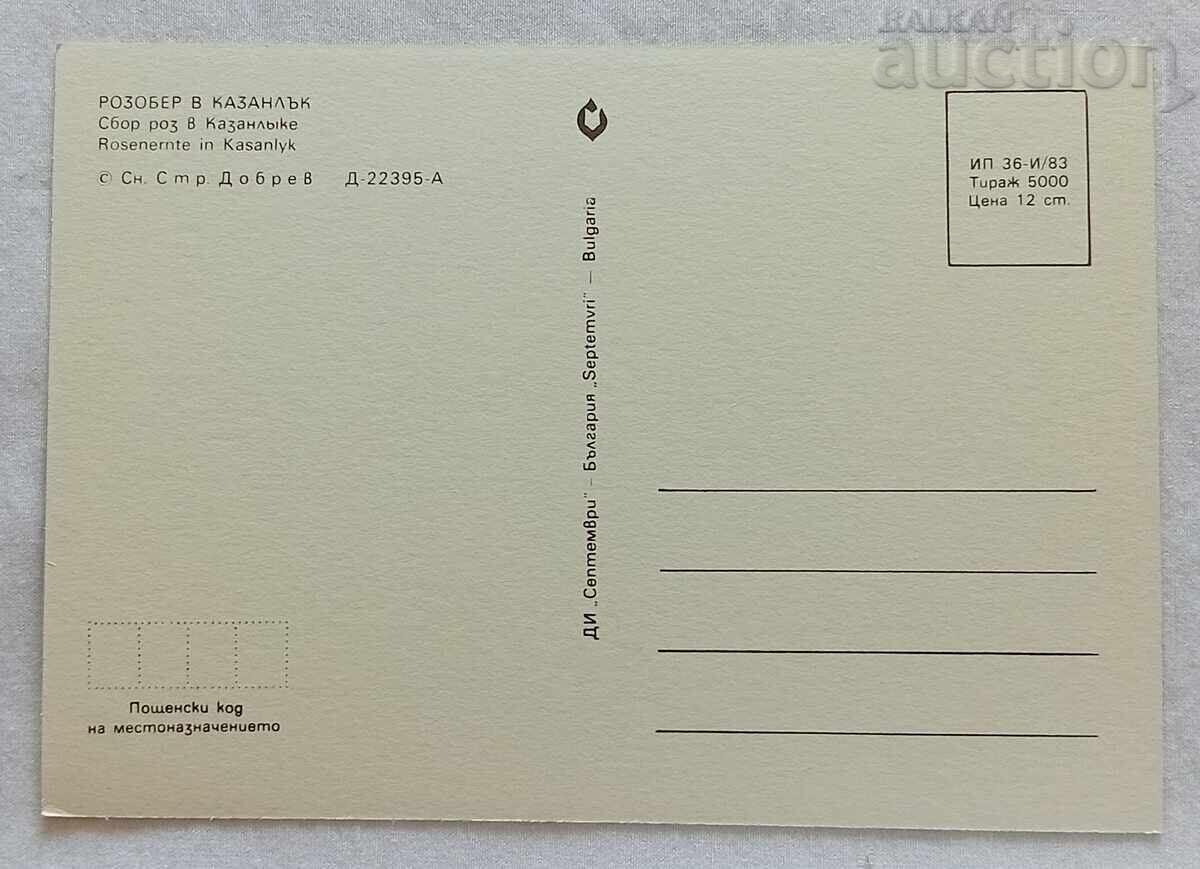 BALKAN
auction
РОЗОБЕР В КАЗАНЛЪК
Сбор роз в Казанлыке
Rosenernte in Kasanlyk
© Сн. Стр. Добрев Д-22395-А
ИП 36-И/83
Тираж 5000
Цена 12 ст.
ДИ „Септември" – България „Septemvri" – Bulgaria
Пощенски код
на местоназначението